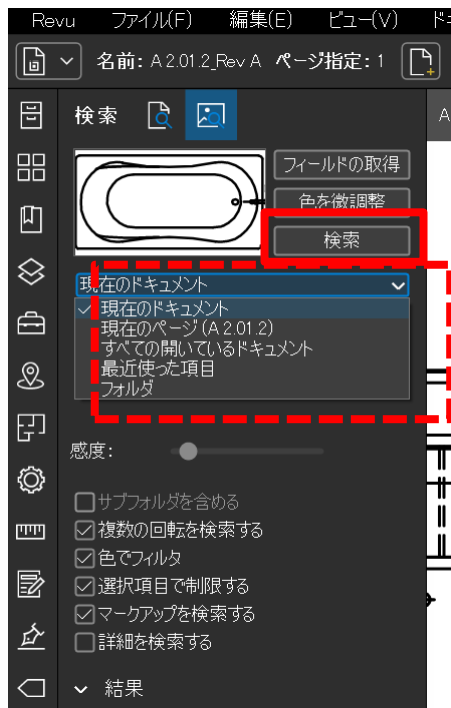 Revu ファイル(F) 編集(E) ビュー(V)
名前: A 2.01.2_Rev A ページ指定: 1
検索
A
フィールドの取得
色を微調整
検索
現在のドキュメント
現在のドキュメント
現在のページ (A 2.01.2)
すべての開いているドキュメント
最近使った項目
フォルダ
感度:
サブフォルダを含める
複数の回転を検索する
色でフィルタ
選択項目で制限する
マークアップを検索する
詳細を検索する
結果